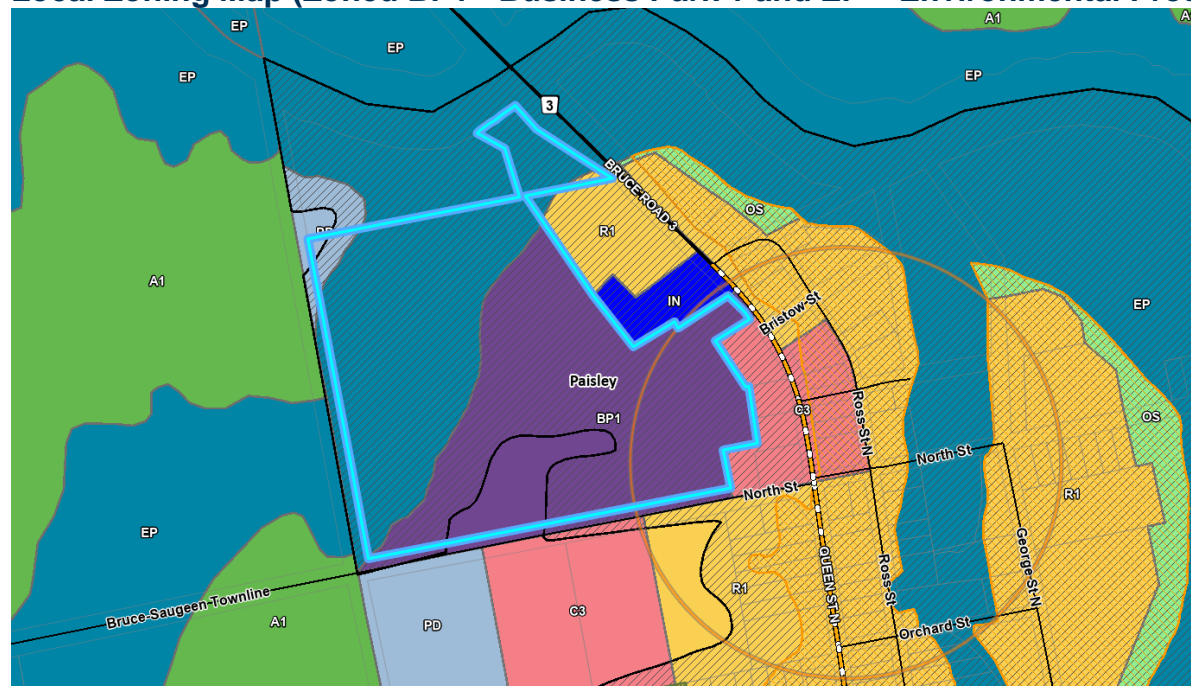 EP
EP
EP
A1
EP
3
BRUCE ROAD 3
OS
R1
A1
IN
EP
Bristow St
Paisley
BP1
C3
Ross St N
OS
North St
North St
R1
EP
QUEEN ST N
Ross St
George St N
R1
C3
Bruce-Saugeen Townline
A1
PD
Orchard St